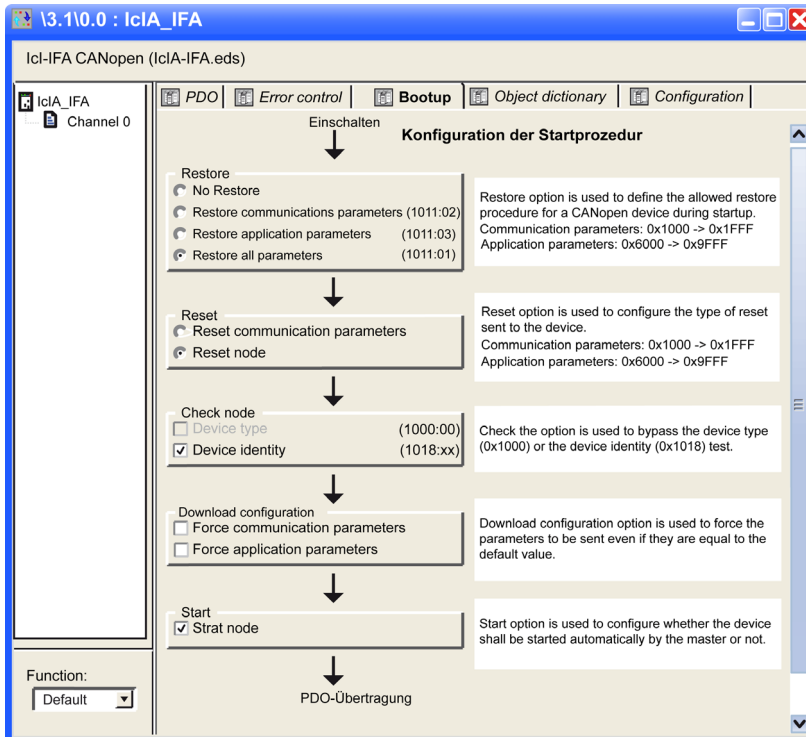 \3.1\0.0 : IcIA_IFA
Icl-IFA CANopen (IcIA-IFA.eds)
IcIA_IFA
Channel 0
PDO
Error control
Bootup
Object dictionary
Configuration
Einschalten
Konfiguration der Startprozedur
Restore
No Restore
Restore communications parameters (1011:02)
Restore application parameters (1011:03)
Restore all parameters (1011:01)
Restore option is used to define the allowed restore
procedure for a CANopen device during startup.
Communication parameters: 0x1000 -> 0x1FFF
Application parameters: 0x6000 -> 0x9FFF
Reset
Reset communication parameters
Reset node
Reset option is used to configure the type of reset
sent to the device.
Communication parameters: 0x1000 -> 0x1FFF
Application parameters: 0x6000 -> 0x9FFF
Check node
Device type (1000:00)
Device identity (1018:xx)
Check the option is used to bypass the device type
(0x1000) or the device identity (0x1018) test.
Download configuration
Force communication parameters
Force application parameters
Download configuration option is used to force the
parameters to be sent even if they are equal to the
default value.
Start
Strat node
Start option is used to configure whether the device
shall be started automatically by the master or not.
PDO-Übertragung
Function:
Default